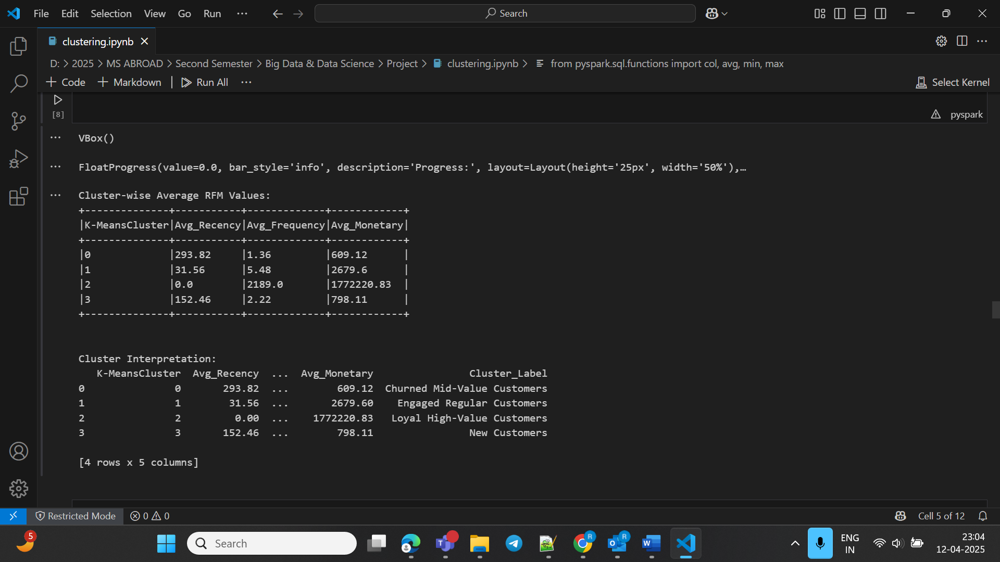 File Edit Selection View Go Run ··· Search
clustering.ipynb
D: > 2025 > MS ABROAD > Second Semester > Big Data & Data Science > Project > clustering.ipynb > from pyspark.sql.functions import col, avg, min, max
+ Code + Markdown | Run All ··· Select Kernel
[8] pyspark
··· VBox()
··· FloatProgress(value=0.0, bar_style='info', description='Progress:', layout=Layout(height='25px', width='50%'),…
··· Cluster-wise Average RFM Values:
+--------------+-----------+-------------+------------+
|K-MeansCluster|Avg_Recency|Avg_Frequency|Avg_Monetary|
+--------------+-----------+-------------+------------+
|0             |293.82     |1.36         |609.12      |
|1             |31.56      |5.48         |2679.6      |
|2             |0.0        |2189.0       |1772220.83  |
|3             |152.46     |2.22         |798.11      |
+--------------+-----------+-------------+------------+
Cluster Interpretation:
   K-MeansCluster  Avg_Recency  ...  Avg_Monetary                Cluster_Label
0               0       293.82  ...        609.12  Churned Mid-Value Customers
1               1        31.56  ...       2679.60    Engaged Regular Customers
2               2         0.00  ...    1772220.83   Loyal High-Value Customers
3               3       152.46  ...        798.11                New Customers
[4 rows x 5 columns]
Restricted Mode 0 0 Cell 5 of 12
5 Search T R R W ENG 23:04
IN 12-04-2025